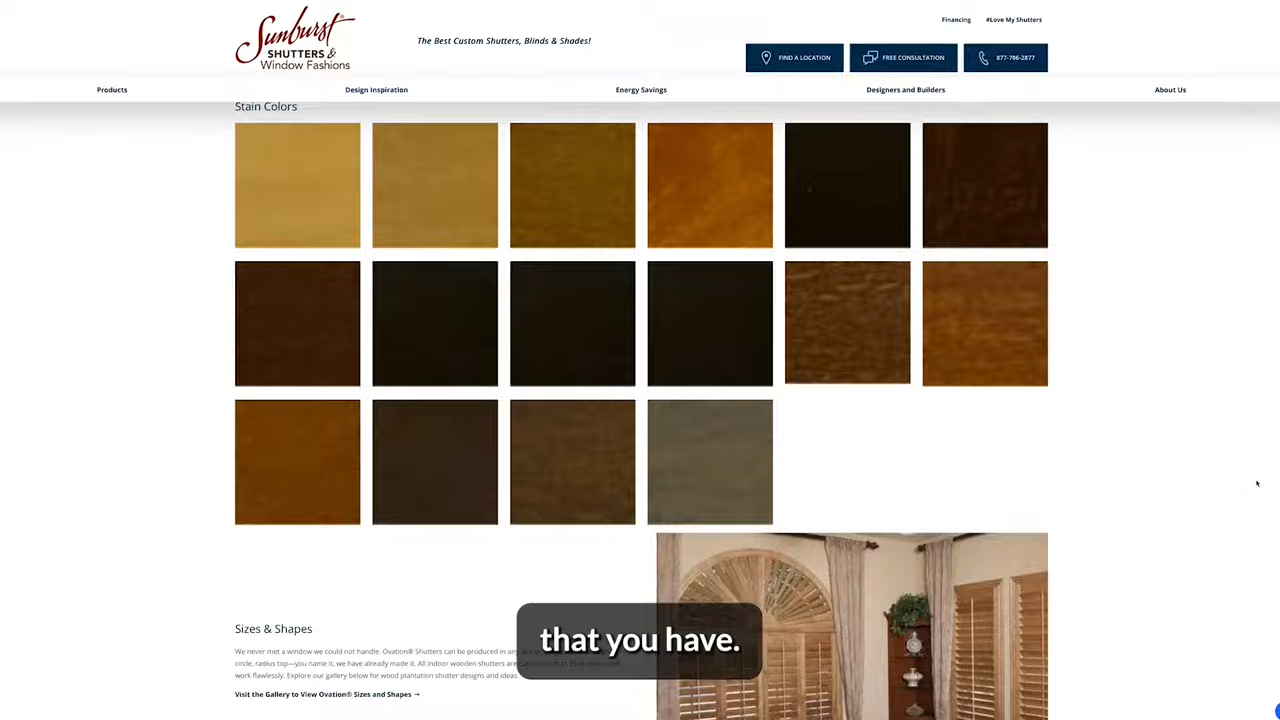 Sunburst®
SHUTTERS &
Window Fashions
The Best Custom Shutters, Blinds & Shades!
Financing
#Love My Shutters
FIND A LOCATION
FREE CONSULTATION
877-786-2877
Products
Design Inspiration
Energy Savings
Designers and Builders
About Us
Stain Colors
Sizes & Shapes
We never met a window we could not handle. Ovation® Shutters can be produced in any
circle, radius top—you name it, we have already made it. All indoor wooden shutters are
work flawlessly. Explore our gallery below for wood plantation shutter designs and ideas.
Visit the Gallery to View Ovation® Sizes and Shapes →
that you have.